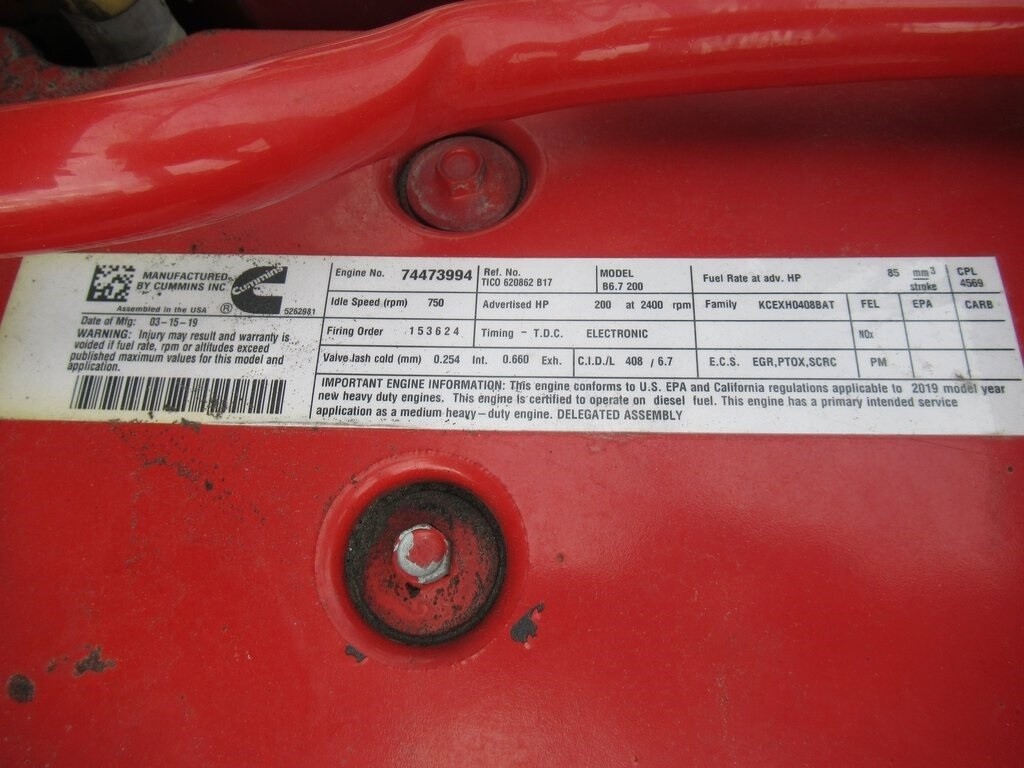 MANUFACTURED
BY CUMMINS INC
Cummins
®
Assembled in the USA
5262981
Date of Mfg: 03-15-19
WARNING: Injury may result and warranty is
voided if fuel rate, rpm or altitudes exceed
published maximum values for this model and
application.
Engine No. 74473994
Ref. No.
TICO 620862 B17
MODEL
B6.7 200
Fuel Rate at adv. HP 85 mm³
stroke
CPL
4569
Idle Speed (rpm) 750
Advertised HP 200 at 2400 rpm
Family KCEXH0408BAT
FEL EPA CARB
Firing Order 1 5 3 6 2 4
Timing - T.D.C. ELECTRONIC
NOx
Valve lash cold (mm) 0.254 Int. 0.660 Exh.
C.I.D./L 408 / 6.7
E.C.S. EGR,PTOX,SCRC
PM
IMPORTANT ENGINE INFORMATION: This engine conforms to U.S. EPA and California regulations applicable to 2019 model year
new heavy duty engines. This engine is certified to operate on diesel fuel. This engine has a primary intended service
application as a medium heavy-duty engine. DELEGATED ASSEMBLY